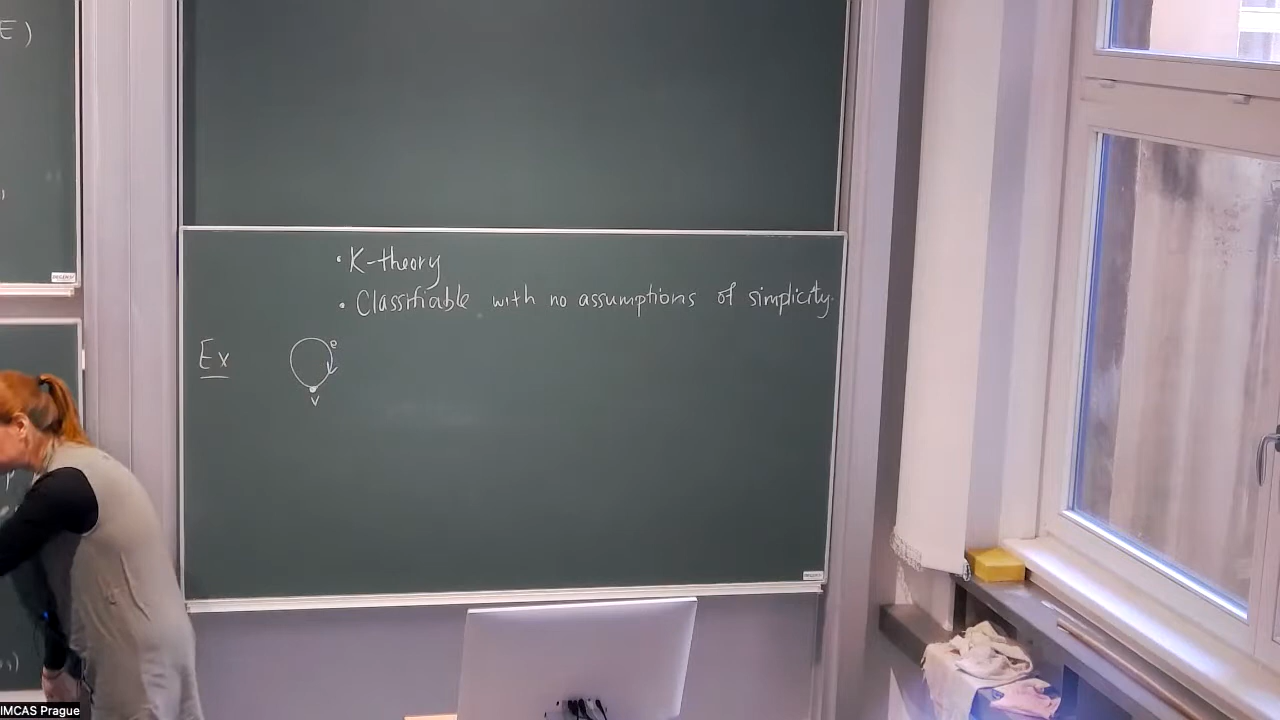 E)
• K-theory
• Classifiable with no assumptions of simplicity.
Ex
e
v
IMCAS Prague